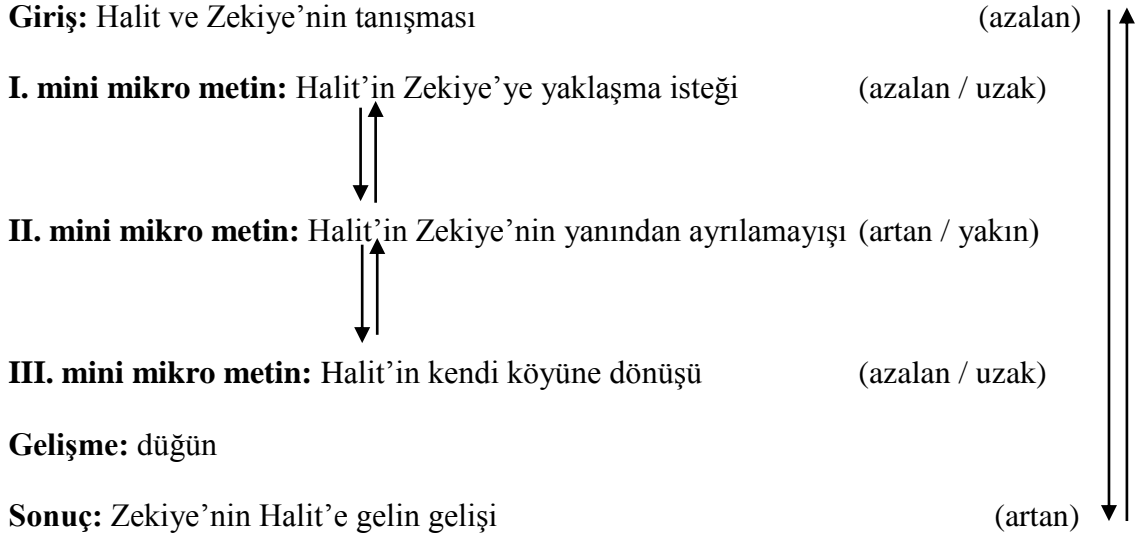 Giriş: Halit ve Zekiye’nin tanışması (azalan)
I. mini mikro metin: Halit’in Zekiye’ye yaklaşma isteği (azalan / uzak)
II. mini mikro metin: Halit’in Zekiye’nin yanından ayrılamayışı (artan / yakın)
III. mini mikro metin: Halit’in kendi köyüne dönüşü (azalan / uzak)
Gelişme: düğün
Sonuç: Zekiye’nin Halit’e gelin gelişi (artan)